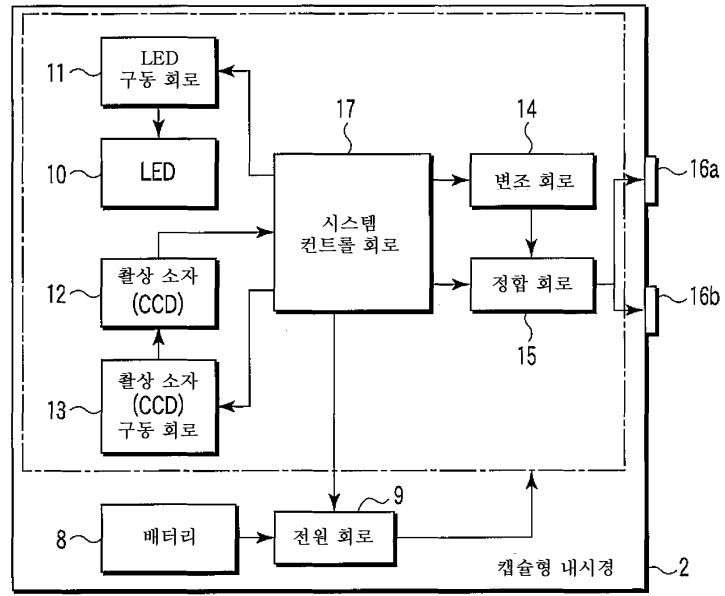 11
LED
구동 회로
10
LED
12
촬상 소자
(CCD)
13
촬상 소자
(CCD)
구동 회로
17
시스템
컨트롤 회로
14
변조 회로
정합 회로
15
16a
16b
8
배터리
9
전원 회로
캡슐형 내시경
2